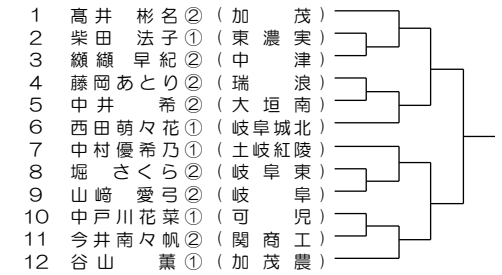 1 髙井 彬名② (加茂)
2 柴田 法子① (東濃実)
3 纐纈 早紀② (中津)
4 藤岡あとり② (瑞浪)
5 中井 希② (大垣南)
6 西田萌々花① (岐阜城北)
7 中村優希乃① (土岐紅陵)
8 堀 さくら② (岐阜東)
9 山﨑 愛弓② (岐阜)
10 中戸川花菜① (可児)
11 今井南々帆② (関商工)
12 谷山 薫① (加茂農)